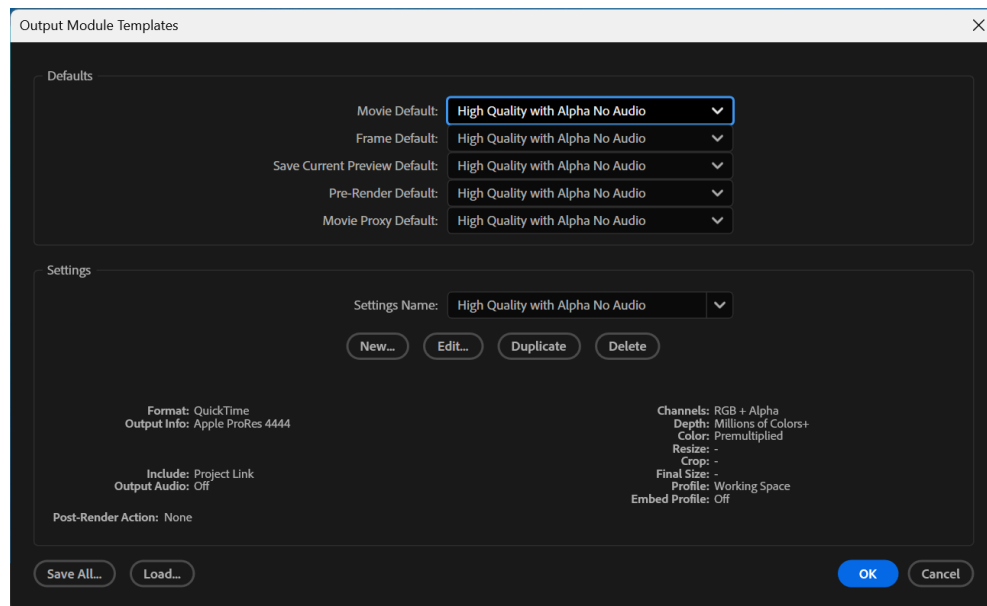 Output Module Templates
Defaults
Movie Default: High Quality with Alpha No Audio
Frame Default: High Quality with Alpha No Audio
Save Current Preview Default: High Quality with Alpha No Audio
Pre-Render Default: High Quality with Alpha No Audio
Movie Proxy Default: High Quality with Alpha No Audio
Settings
Settings Name: High Quality with Alpha No Audio
New... Edit... Duplicate Delete
Format: QuickTime
Output Info: Apple ProRes 4444
Include: Project Link
Output Audio: Off
Post-Render Action: None
Channels: RGB + Alpha
Depth: Millions of Colors+
Color: Premultiplied
Resize: -
Crop: -
Final Size: -
Profile: Working Space
Embed Profile: Off
Save All... Load... OK Cancel